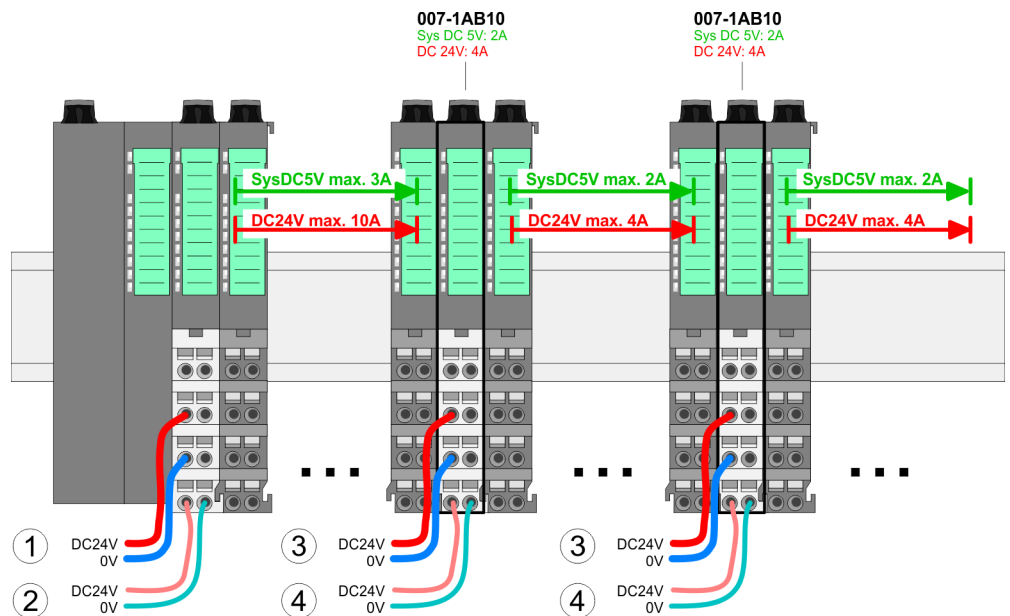 007-1AB10
Sys DC 5V: 2A
DC 24V: 4A
007-1AB10
Sys DC 5V: 2A
DC 24V: 4A
SysDC5V max. 3A
SysDC5V max. 2A
SysDC5V max. 2A
DC24V max. 10A
DC24V max. 4A
DC24V max. 4A
1
DC24V
0V
3
DC24V
0V
3
DC24V
0V
2
DC24V
0V
4
DC24V
0V
4
DC24V
0V